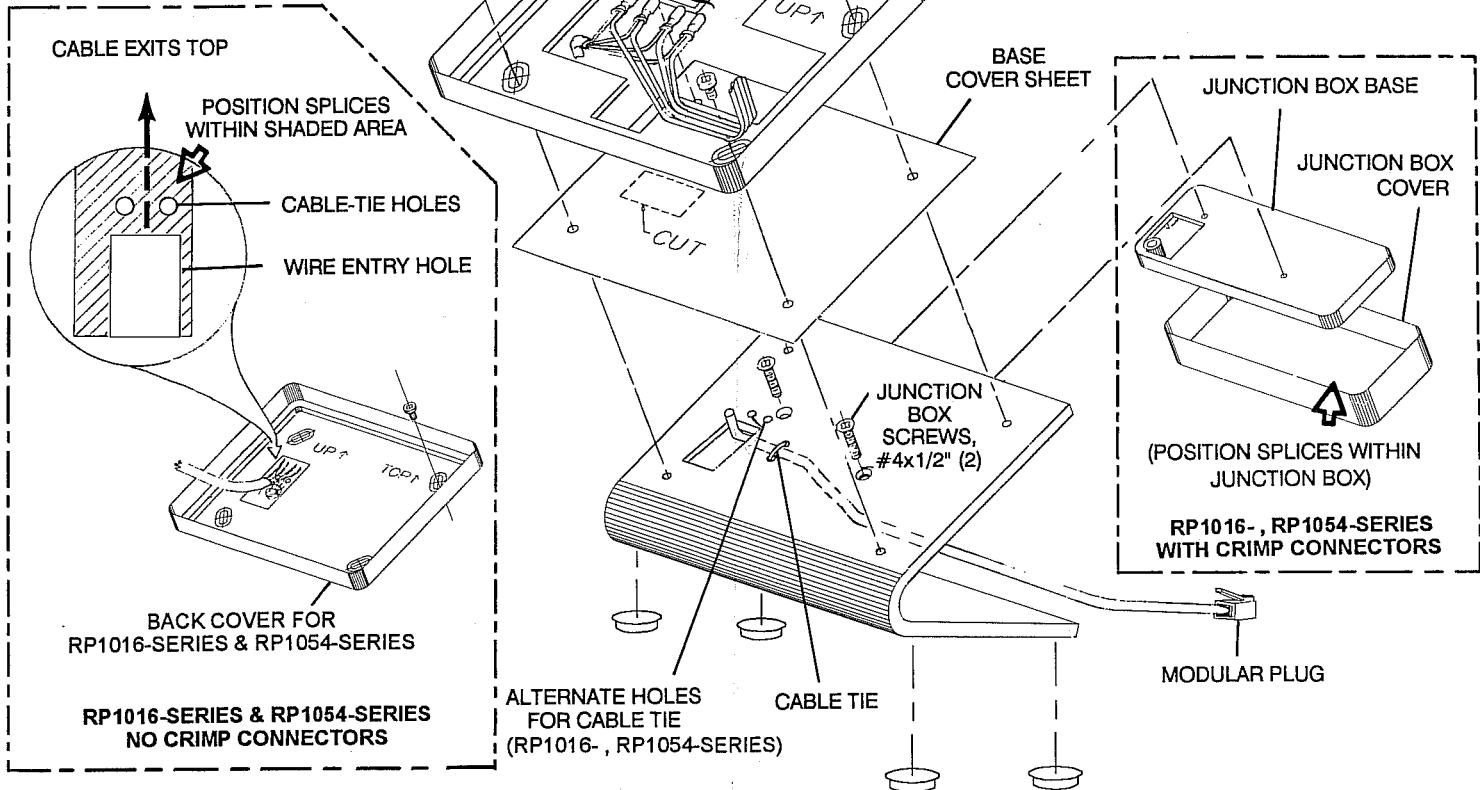 CABLE EXITS TOP
POSITION SPLICES
WITHIN SHADED AREA
CABLE-TIE HOLES
WIRE ENTRY HOLE
UP↑
TOP↑
BACK COVER FOR
RP1016-SERIES & RP1054-SERIES
RP1016-SERIES & RP1054-SERIES
NO CRIMP CONNECTORS
UP↑
BASE
COVER SHEET
CUT
JUNCTION
BOX
SCREWS,
#4x1/2" (2)
ALTERNATE HOLES
FOR CABLE TIE
(RP1016- , RP1054-SERIES)
CABLE TIE
MODULAR PLUG
JUNCTION BOX BASE
JUNCTION BOX
COVER
(POSITION SPLICES WITHIN
JUNCTION BOX)
RP1016- , RP1054-SERIES
WITH CRIMP CONNECTORS